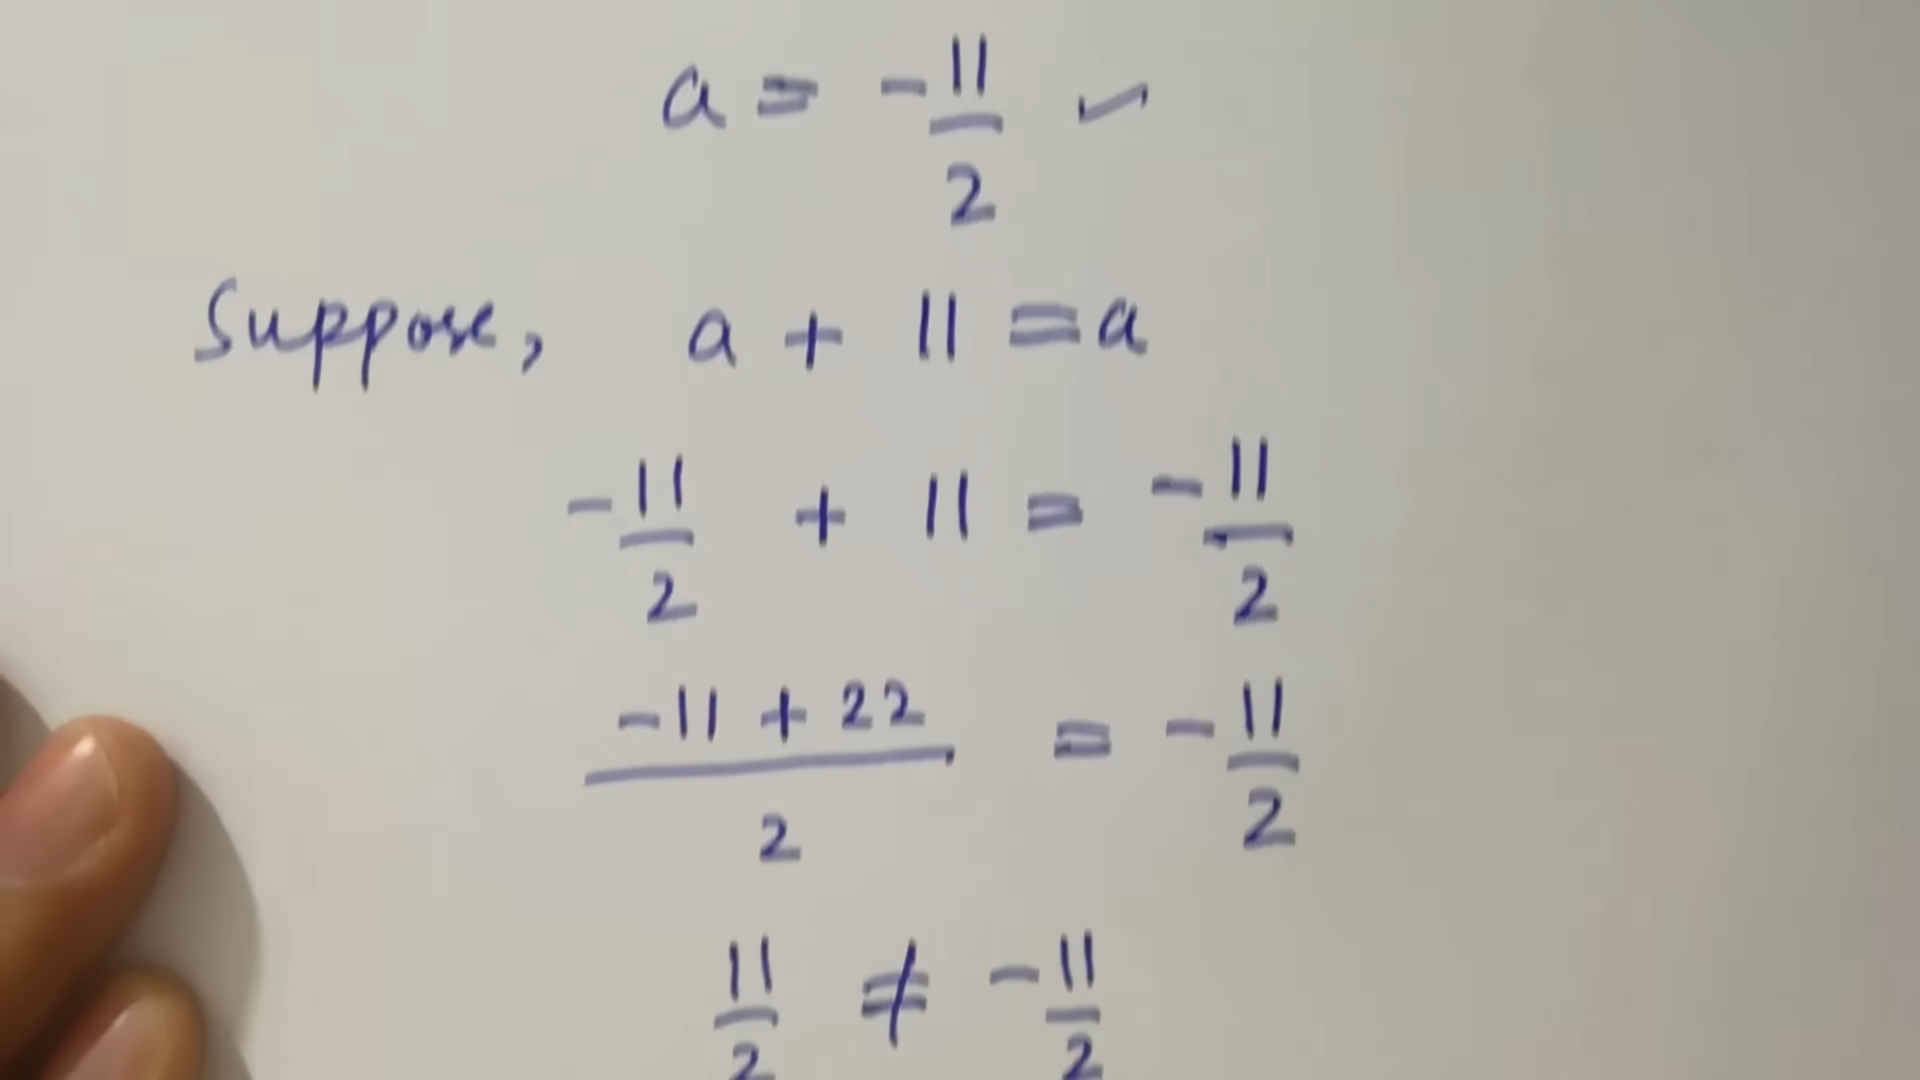 a = -11/2 ✓
Suppose, a + 11 = a
-11/2 + 11 = -11/2
(-11 + 22)/2 = -11/2
11/2 ≠ -11/2